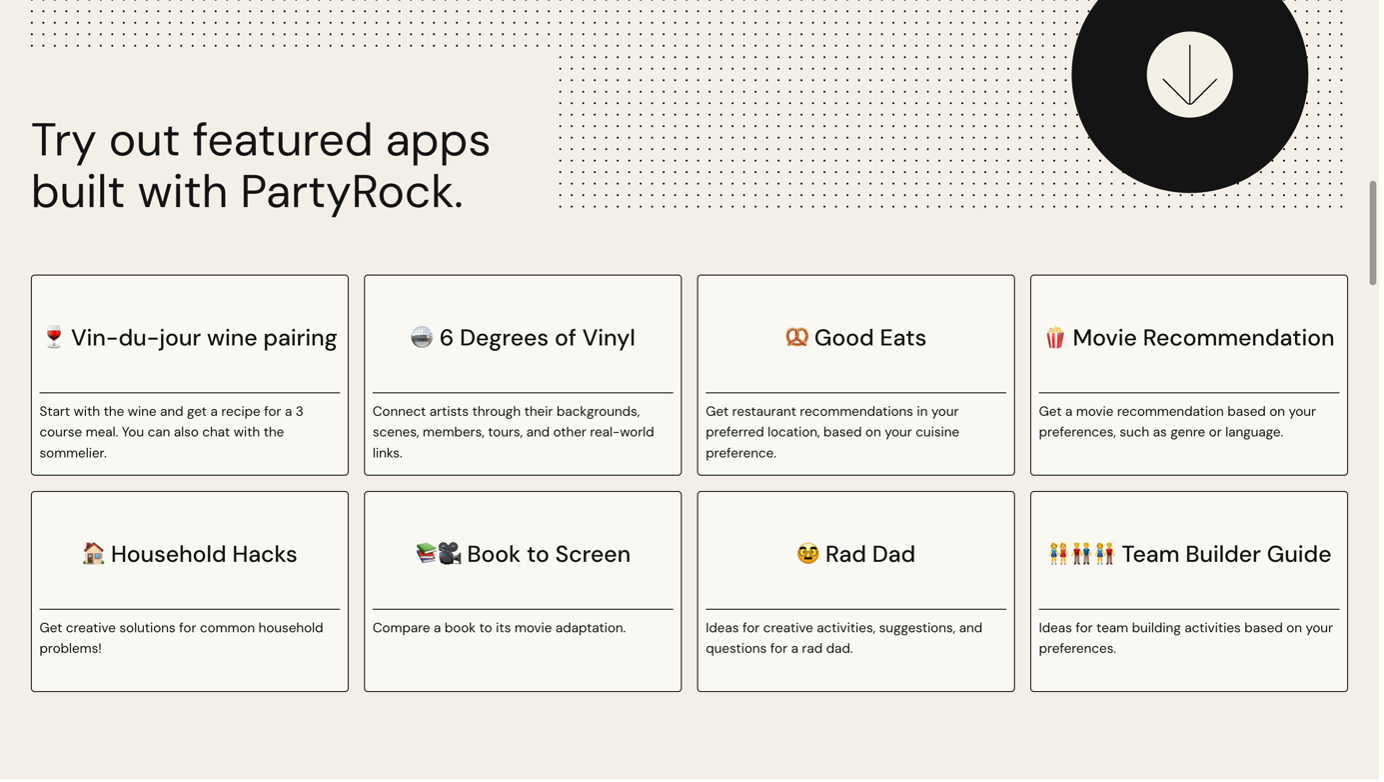 Try out featured apps
built with PartyRock.
🍷 Vin-du-jour wine pairing
Start with the wine and get a recipe for a 3
course meal. You can also chat with the
sommelier.
🪩 6 Degrees of Vinyl
Connect artists through their backgrounds,
scenes, members, tours, and other real-world
links.
🥨 Good Eats
Get restaurant recommendations in your
preferred location, based on your cuisine
preference.
🍿 Movie Recommendation
Get a movie recommendation based on your
preferences, such as genre or language.
🏠 Household Hacks
Get creative solutions for common household
problems!
📚🎥 Book to Screen
Compare a book to its movie adaptation.
🥸 Rad Dad
Ideas for creative activities, suggestions, and
questions for a rad dad.
👭👬👫 Team Builder Guide
Ideas for team building activities based on your
preferences.